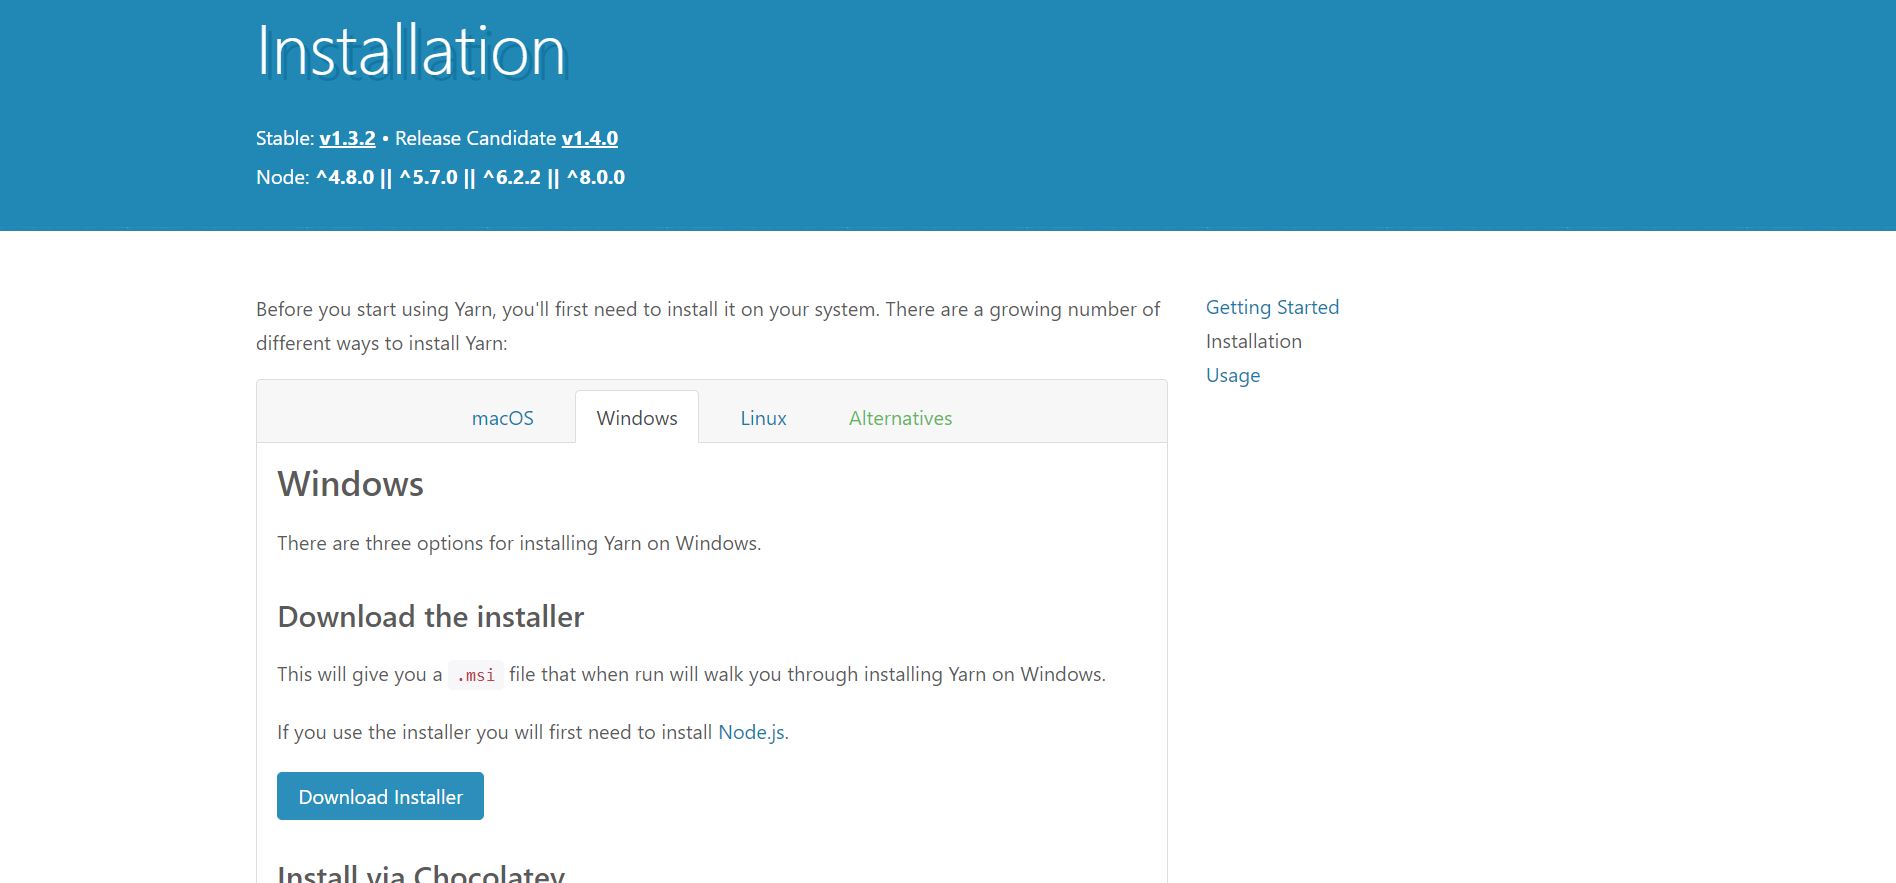 Installation
Stable: v1.3.2 • Release Candidate v1.4.0
Node: ^4.8.0 || ^5.7.0 || ^6.2.2 || ^8.0.0
Before you start using Yarn, you'll first need to install it on your system. There are a growing number of
different ways to install Yarn:
Getting Started
Installation
Usage
macOS Windows Linux Alternatives
Windows
There are three options for installing Yarn on Windows.
Download the installer
This will give you a .msi file that when run will walk you through installing Yarn on Windows.
If you use the installer you will first need to install Node.js.
Download Installer
Install via Chocolatey